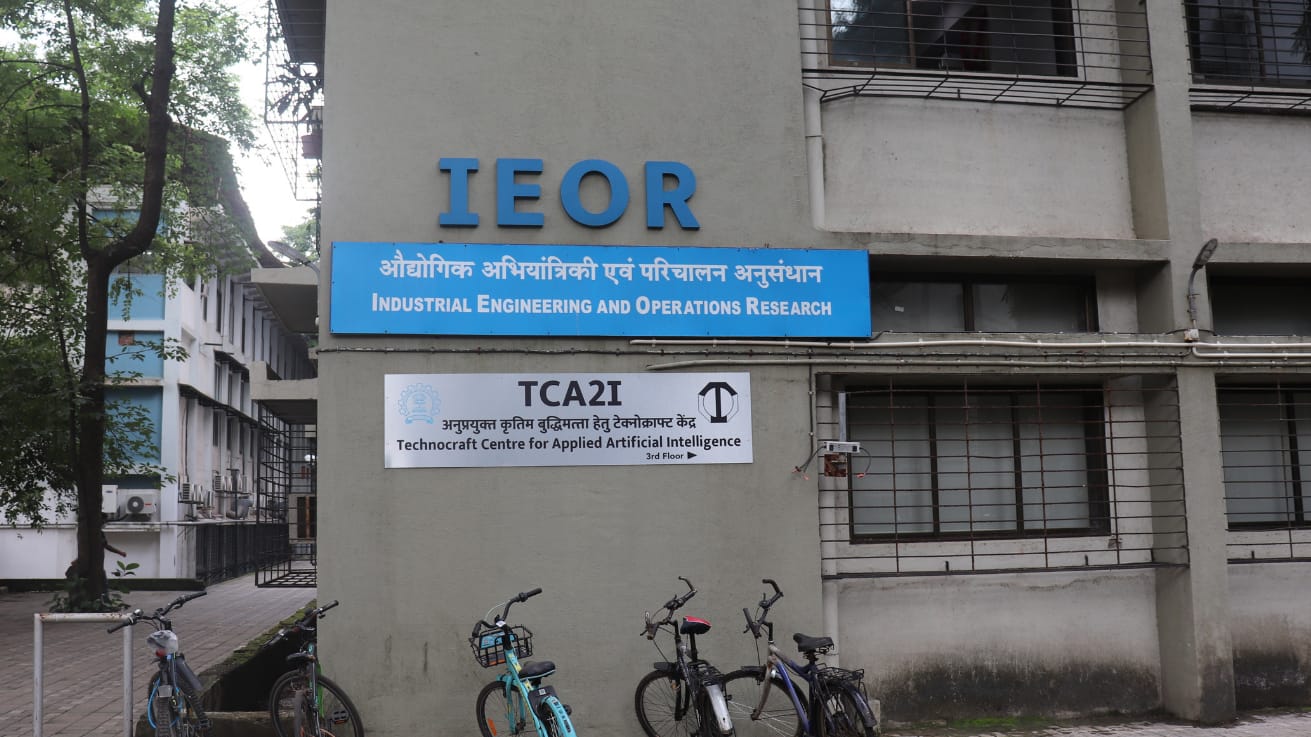 IEOR
औद्योगिक अभियांत्रिकी एवं परिचालन अनुसंधान
INDUSTRIAL ENGINEERING AND OPERATIONS RESEARCH
TCA2I
अनुप्रयुक्त कृतिम बुद्धिमत्ता हेतु टेक्नोक्राफ्ट केंद्र
Technocraft Centre for Applied Artificial Intelligence
3rd Floor